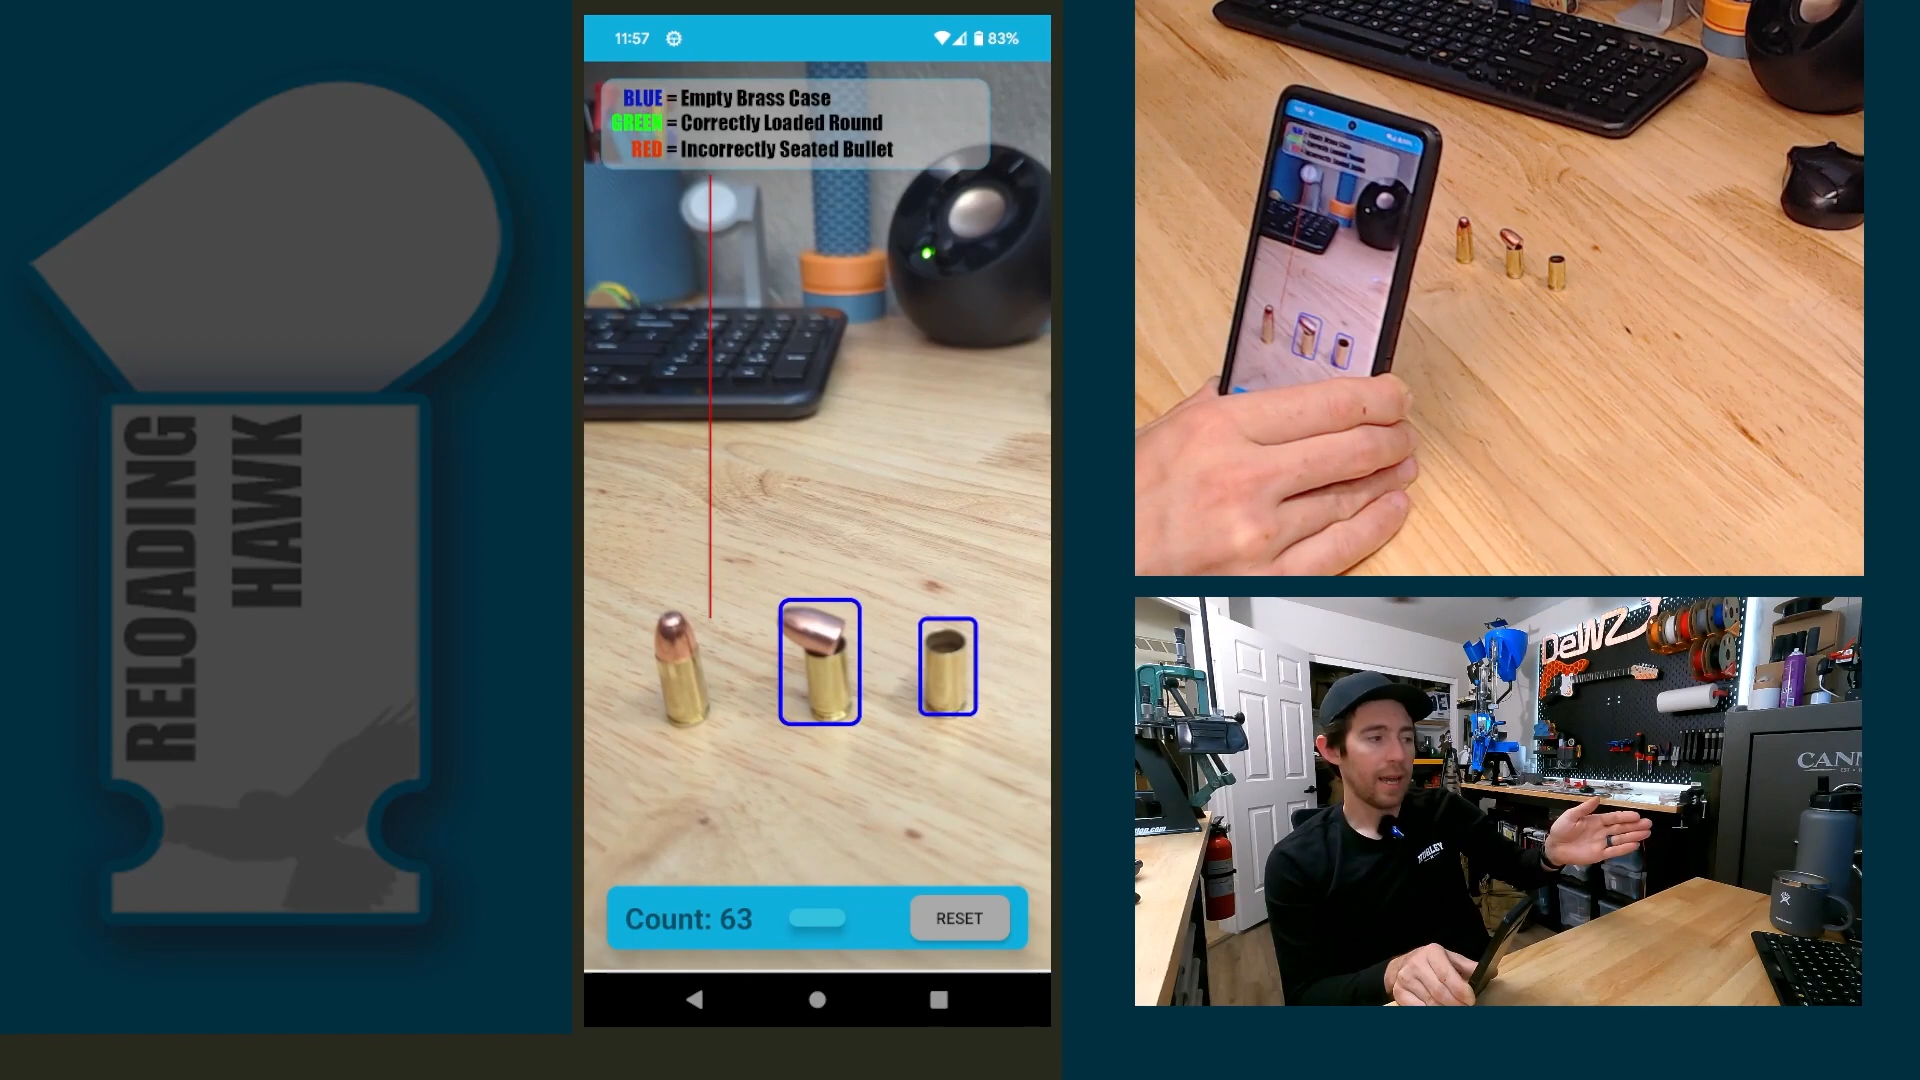 RELOADING
HAWK
11:57
83%
BLUE = Empty Brass Case
GREEN = Correctly Loaded Round
RED = Incorrectly Seated Bullet
Count: 63
RESET
DeWZ
CANN